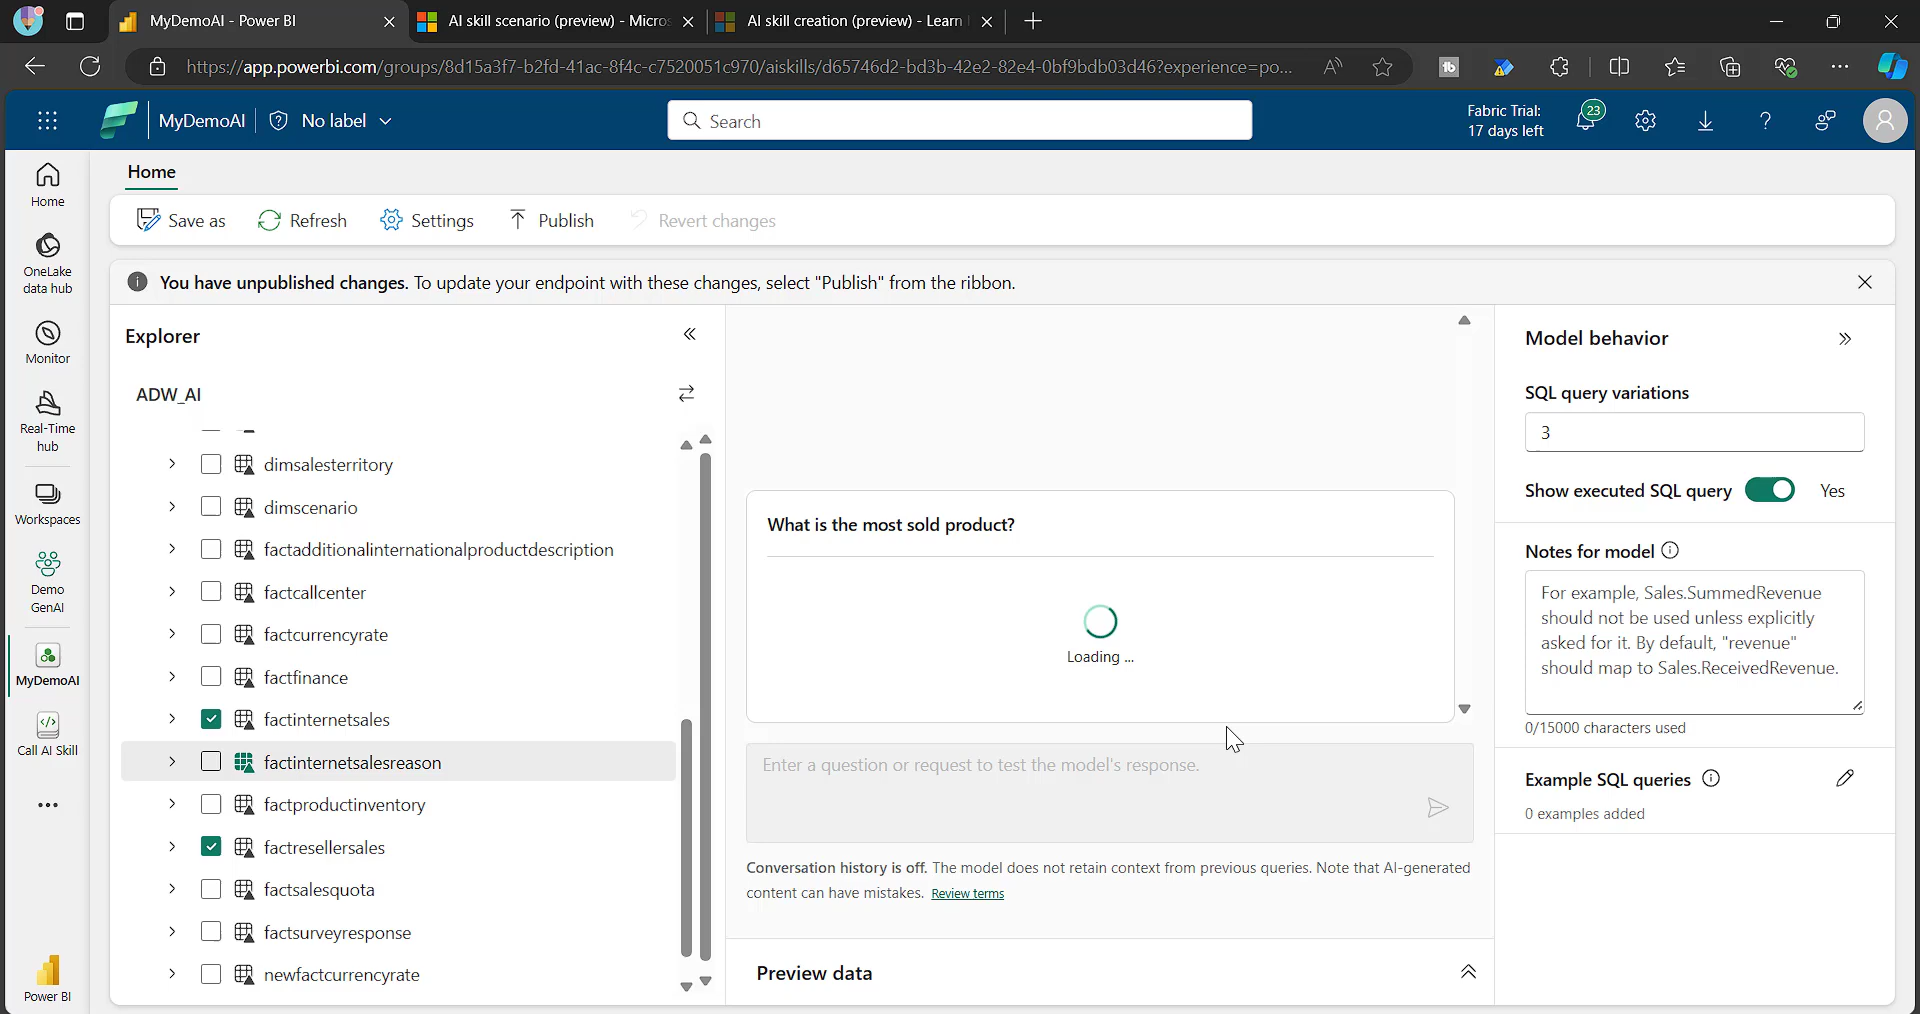 MyDemoAI - Power BI
AI skill scenario (preview) - Micros
AI skill creation (preview) - Learn
https://app.powerbi.com/groups/8d15a3f7-b2fd-41ac-8f4c-c7520051c970/aiskills/d65746d2-bd3b-42e2-82e4-0bf9bdb03d46?experience=po...
MyDemoAI
No label
Search
Fabric Trial:
17 days left
23
Home
OneLake
data hub
Monitor
Real-Time
hub
Workspaces
Demo
GenAI
MyDemoAI
Call AI Skill
Power BI
Home
Save as
Refresh
Settings
Publish
Revert changes
You have unpublished changes. To update your endpoint with these changes, select "Publish" from the ribbon.
Explorer
ADW_AI
dimsalesterritory
dimscenario
factadditionalinternationalproductdescription
factcallcenter
factcurrencyrate
factfinance
factinternetsales
factinternetsalesreason
factproductinventory
factresellersales
factsalesquota
factsurveyresponse
newfactcurrencyrate
What is the most sold product?
Loading ...
Enter a question or request to test the model's response.
Conversation history is off. The model does not retain context from previous queries. Note that AI-generated
content can have mistakes. Review terms
Preview data
Model behavior
SQL query variations
3
Show executed SQL query
Yes
Notes for model
For example, Sales.SummedRevenue
should not be used unless explicitly
asked for it. By default, "revenue"
should map to Sales.ReceivedRevenue.
0/15000 characters used
Example SQL queries
0 examples added